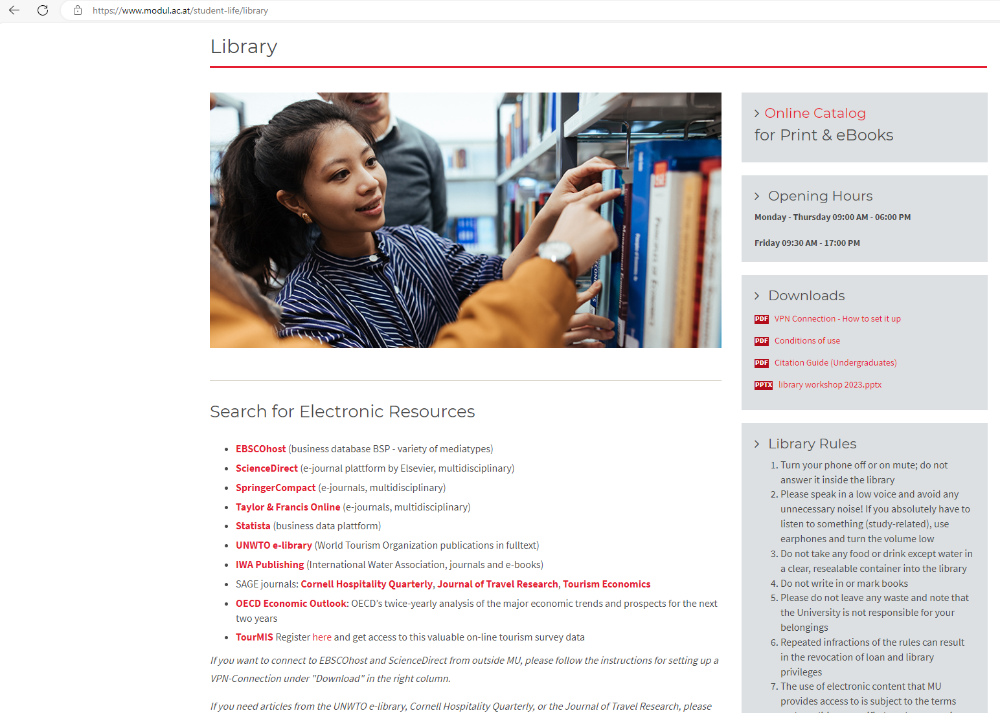 https://www.modul.ac.at/student-life/library
Library
Online Catalog
for Print & eBooks
Opening Hours
Monday - Thursday 09:00 AM - 06:00 PM
Friday 09:30 AM - 17:00 PM
Downloads
PDF VPN Connection - How to set it up
PDF Conditions of use
PDF Citation Guide (Undergraduates)
PPTX library workshop 2023.pptx
Search for Electronic Resources
• EBSCOhost (business database BSP - variety of mediatypes)
• ScienceDirect (e-journal plattform by Elsevier, multidisciplinary)
• SpringerCompact (e-journals, multidisciplinary)
• Taylor & Francis Online (e-journals, multidisciplinary)
• Statista (business data plattform)
• UNWTO e-library (World Tourism Organization publications in fulltext)
• IWA Publishing (International Water Association, journals and e-books)
• SAGE journals: Cornell Hospitality Quarterly, Journal of Travel Research, Tourism Economics
• OECD Economic Outlook: OECD’s twice-yearly analysis of the major economic trends and prospects for the next
two years
• TourMIS Register here and get access to this valuable on-line tourism survey data
If you want to connect to EBSCOhost and ScienceDirect from outside MU, please follow the instructions for setting up a
VPN-Connection under "Download" in the right column.
If you need articles from the UNWTO e-library, Cornell Hospitality Quarterly, or the Journal of Travel Research, please
Library Rules
1. Turn your phone off or on mute; do not
answer it inside the library
2. Please speak in a low voice and avoid any
unnecessary noise! If you absolutely have to
listen to something (study-related), use
earphones and turn the volume low
3. Do not take any food or drink except water in
a clear, resealable container into the library
4. Do not write in or mark books
5. Please do not leave any waste and note that
the University is not responsible for your
belongings
6. Repeated infractions of the rules can result
in the revocation of loan and library
privileges
7. The use of electronic content that MU
provides access to is subject to the terms